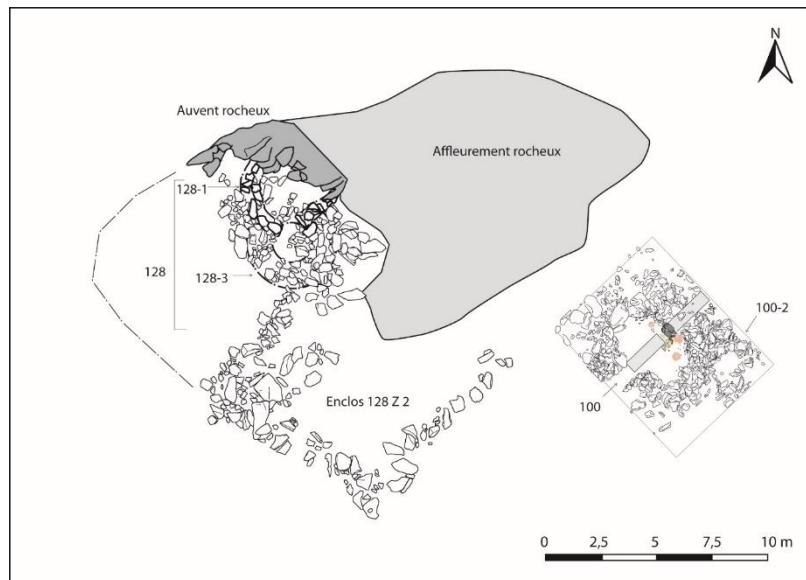 N
Auvent rocheux
Affleurement rocheux
128-1
128
128-3
100-2
100
Enclos 128 Z 2
0 2,5 5 7,5 10 m